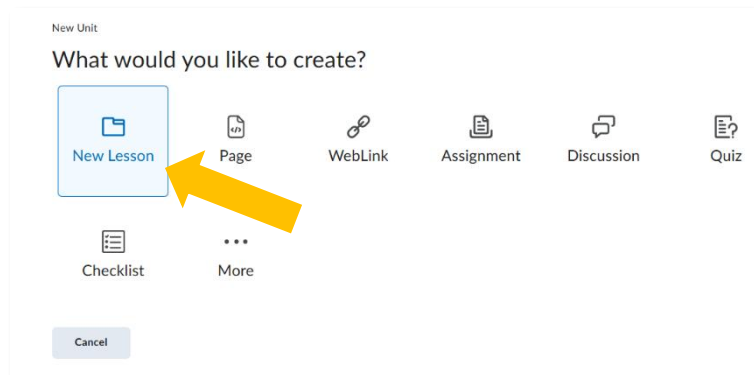 New Unit
What would you like to create?
New Lesson Page WebLink Assignment Discussion Quiz
Checklist More
Cancel